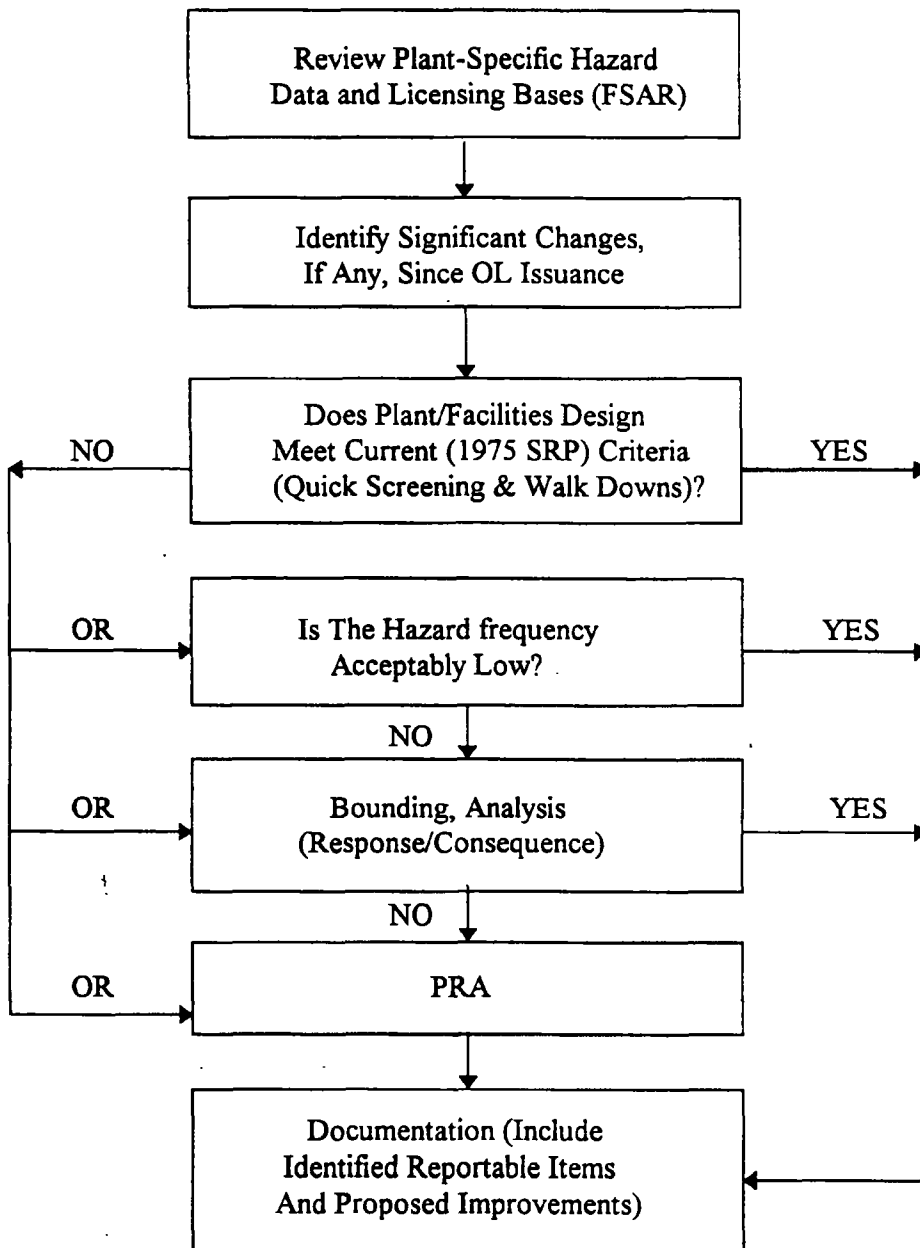 Review Plant-Specific Hazard
Data and Licensing Bases (FSAR)
Identify Significant Changes,
If Any, Since OL Issuance
Does Plant/Facilities Design
NO
Meet Current (1975 SRP) Criteria
YES
(Quick Screening & Walk Downs)?
OR
Is The Hazard frequency
YES
Acceptably Low?
NO
OR
Bounding, Analysis
YES
(Response/Consequence)
NO
OR
PRA
Documentation (Include
Identified Reportable Items
And Proposed Improvements)